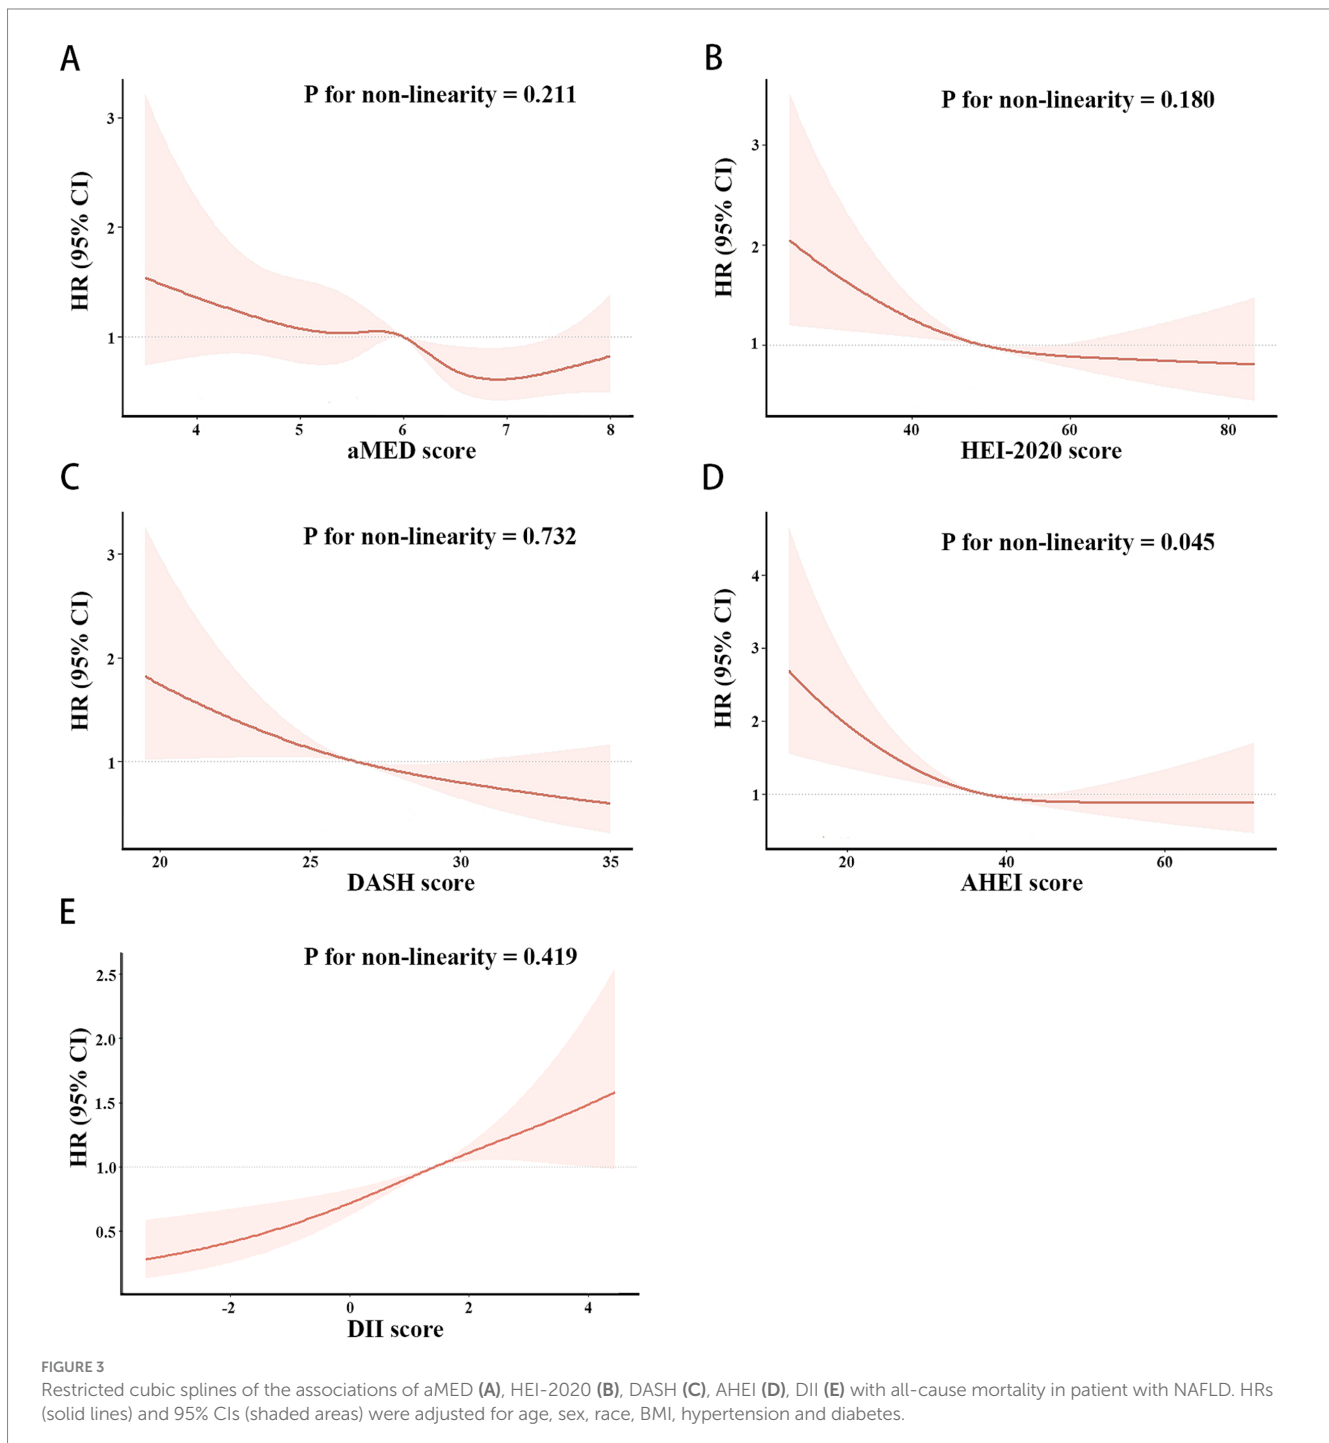 A
P for non-linearity = 0.211
HR (95% CI)
3
2
1
4 5 6 7 8
aMED score
B
P for non-linearity = 0.180
HR (95% CI)
3
2
1
40 60 80
HEI-2020 score
C
P for non-linearity = 0.732
HR (95% CI)
3
2
1
20 25 30 35
DASH score
D
P for non-linearity = 0.045
HR (95% CI)
4
3
2
1
20 40 60
AHEI score
E
P for non-linearity = 0.419
HR (95% CI)
2.5
2.0
1.5
1.0
0.5
-2 0 2 4
DII score
FIGURE 3
Restricted cubic splines of the associations of aMED (A), HEI-2020 (B), DASH (C), AHEI (D), DII (E) with all-cause mortality in patient with NAFLD. HRs
(solid lines) and 95% CIs (shaded areas) were adjusted for age, sex, race, BMI, hypertension and diabetes.